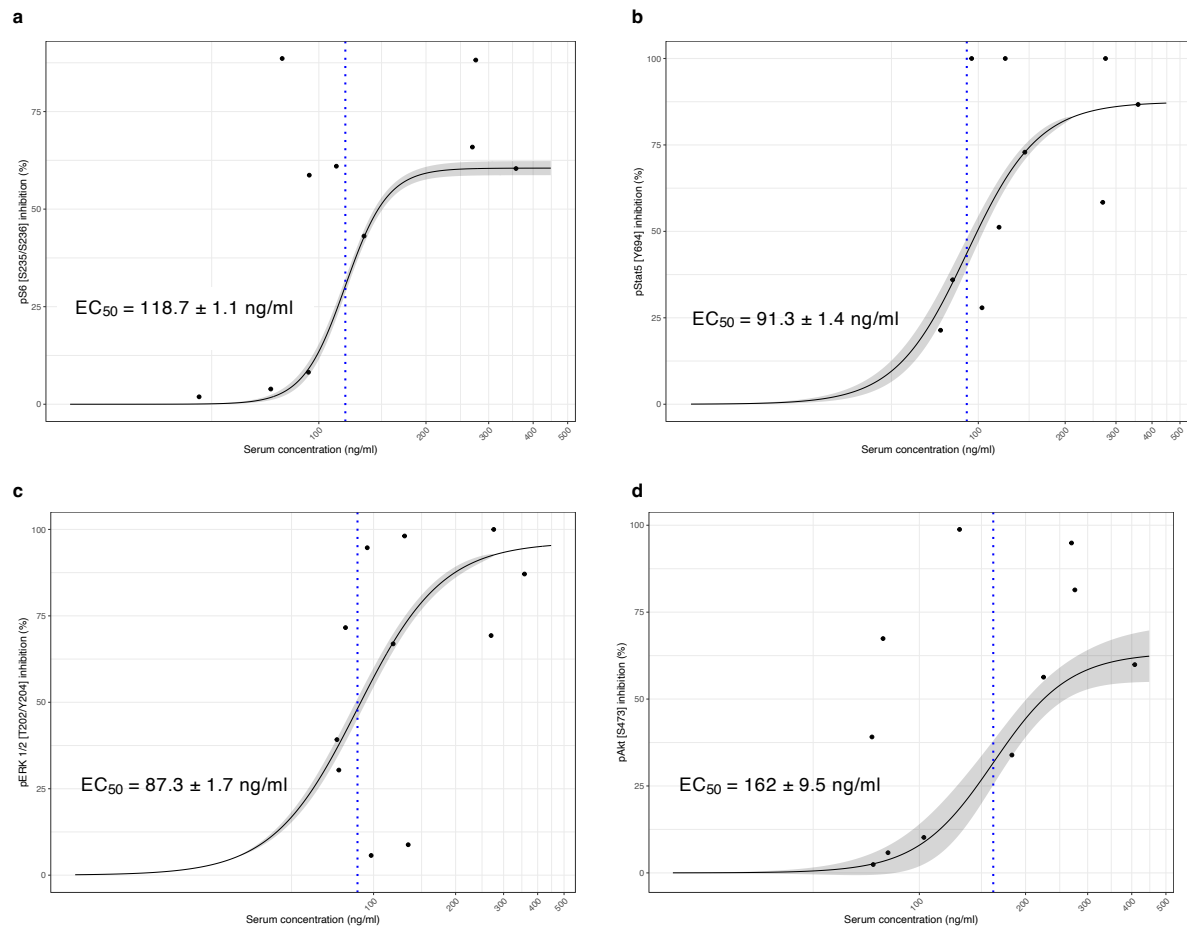 a
pS6 [S235/S236] inhibition (%)
75
50
25
0
EC50 = 118.7 ± 1.1 ng/ml
100
200
300
400
500
Serum concentration (ng/ml)
b
pStat5 [Y694] inhibition (%)
100
75
50
25
0
EC50 = 91.3 ± 1.4 ng/ml
100
200
300
400
500
Serum concentration (ng/ml)
c
pERK 1/2 [T202/Y204] inhibition (%)
100
75
50
25
0
EC50 = 87.3 ± 1.7 ng/ml
100
200
300
400
500
Serum concentration (ng/ml)
d
pAkt [S473] inhibition (%)
100
75
50
25
0
EC50 = 162 ± 9.5 ng/ml
100
200
300
400
500
Serum concentration (ng/ml)